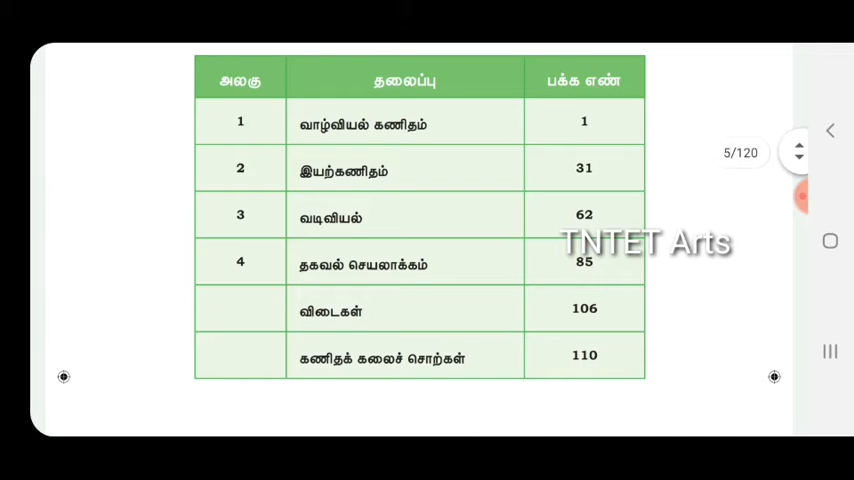 அலகு தலைப்பு பக்க எண்
1 வாழ்வியல் கணிதம் 1
2 இயற்கணிதம் 31
5/120
3 வடிவியல் 62
TNTET Arts
4 தகவல் செயலாக்கம் 85
விடைகள் 106
கணிதக் கலைச் சொற்கள் 110